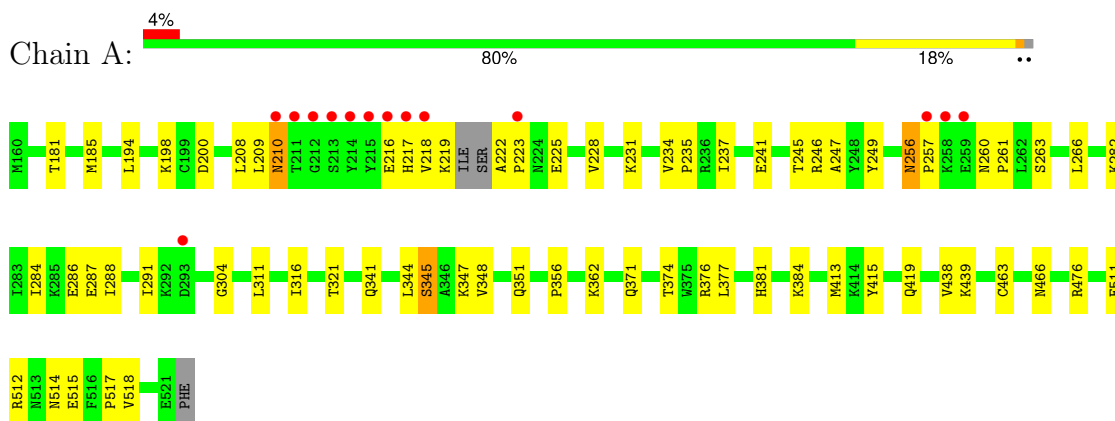 4%
Chain A:
80% 18% ••
M160 T181 M185 L194 K198 C199 D200 L208 L209 N210 T211 G212 S213 Y214 Y215 E216 H217 V218 K219 ILE SER A222 P223 N224 E225 V228 K231 V234 P235 R236 I237 E241 T245 R246 A247 Y248 Y249 N256 P257 K258 E259 N260 P261 L262 S263 L266
I283 I284 K285 E286 E287 I288 I291 K292 D293 G304 L311 I316 T321 Q341 L344 S345 A346 K347 V348 Q351 P356 K362 Q371 T374 W375 R376 L377 H381 K384 M413 K414 Y415 Q419 V438 K439 C463 N466 R476
R512 N513 N514 E515 F516 P517 V518 E521 PHE